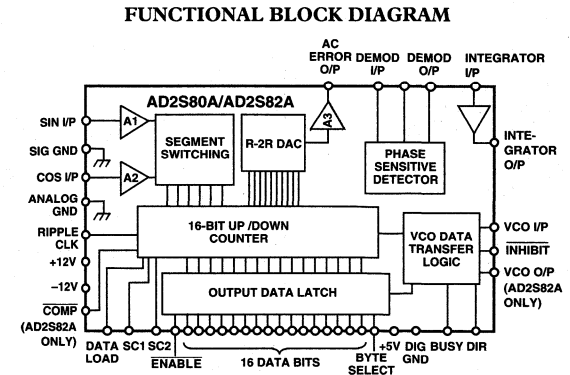 FUNCTIONAL BLOCK DIAGRAM
AC
ERROR
O/P
DEMOD
I/P
DEMOD
O/P
INTEGRATOR
I/P
AD2S80A/AD2S82A
SIN I/P
A1
A3
SEGMENT
SWITCHING
R-2R DAC
INTE-
GRATOR
O/P
SIG GND
PHASE
SENSITIVE
DETECTOR
COS I/P
A2
ANALOG
GND
16-BIT UP /DOWN
COUNTER
VCO DATA
TRANSFER
LOGIC
VCO I/P
RIPPLE
CLK
INHIBIT
+12V
VCO O/P
(AD2S82A
ONLY)
–12V
OUTPUT DATA LATCH
COMP
(AD2S82A
ONLY)
DATA
LOAD
SC1
SC2
ENABLE
16 DATA BITS
BYTE
SELECT
+5V
DIG
GND
BUSY
DIR